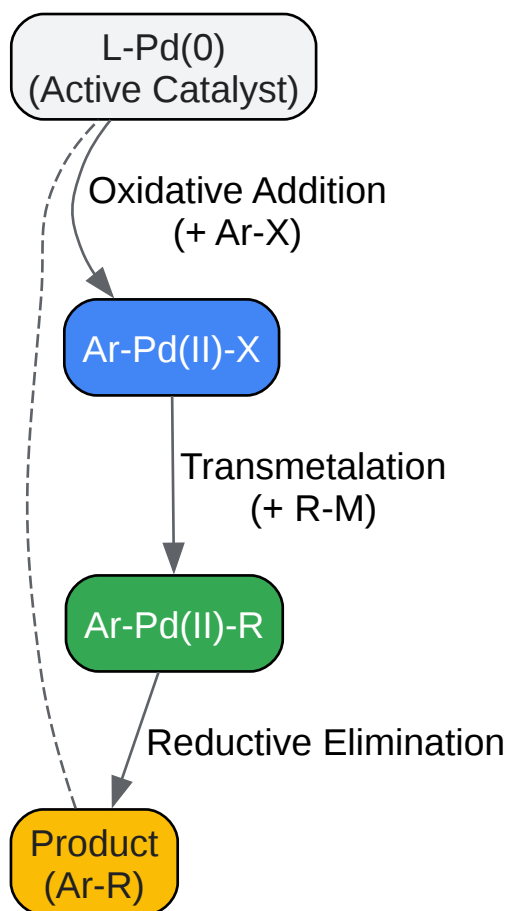 L-Pd(0)
(Active Catalyst)
Oxidative Addition
(+ Ar-X)
Ar-Pd(II)-X
Transmetalation
(+ R-M)
Ar-Pd(II)-R
Reductive Elimination
Product
(Ar-R)